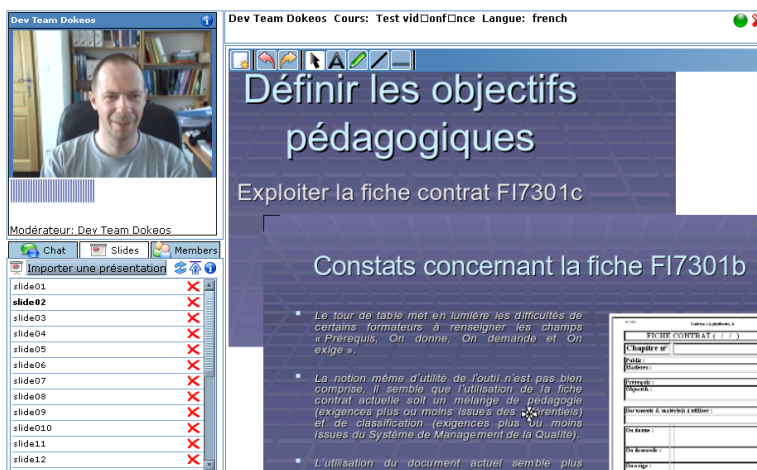 Dev Team Dokeos
Dev Team Dokeos Cours: Test vid□onf□nce Langue: french
Modérateur: Dev Team Dokeos
Chat
Slides
Members
Importer une présentation
slide01
slide02
slide03
slide04
slide05
slide06
slide07
slide08
slide09
slide010
slide11
slide12
Définir les objectifs
pédagogiques
Exploiter la fiche contrat FI7301c
Constats concernant la fiche FI7301b
Le tour de table met en lumière les difficultés de
certains formateurs à renseigner les champs
« Prérequis, On donne, On demande et On
exige ».
La notion même d'utilité de l'outil n'est pas bien
comprise, il semble que l'utilisation de la fiche
contrat actuelle soit un mélange de pédagogie
(exigences plus ou moins issues des
et de classification (exigences plus ou moins
issues du Système de Management de la Qualité).
L'utilisation du document actuel semble plus
FICHE CONTRAT ( / / )
Chapitre n°
Public :
Matières :
Prérequis :
Objectifs :
Documents & matériels à utiliser :
On donne :
On demande :
On exige :